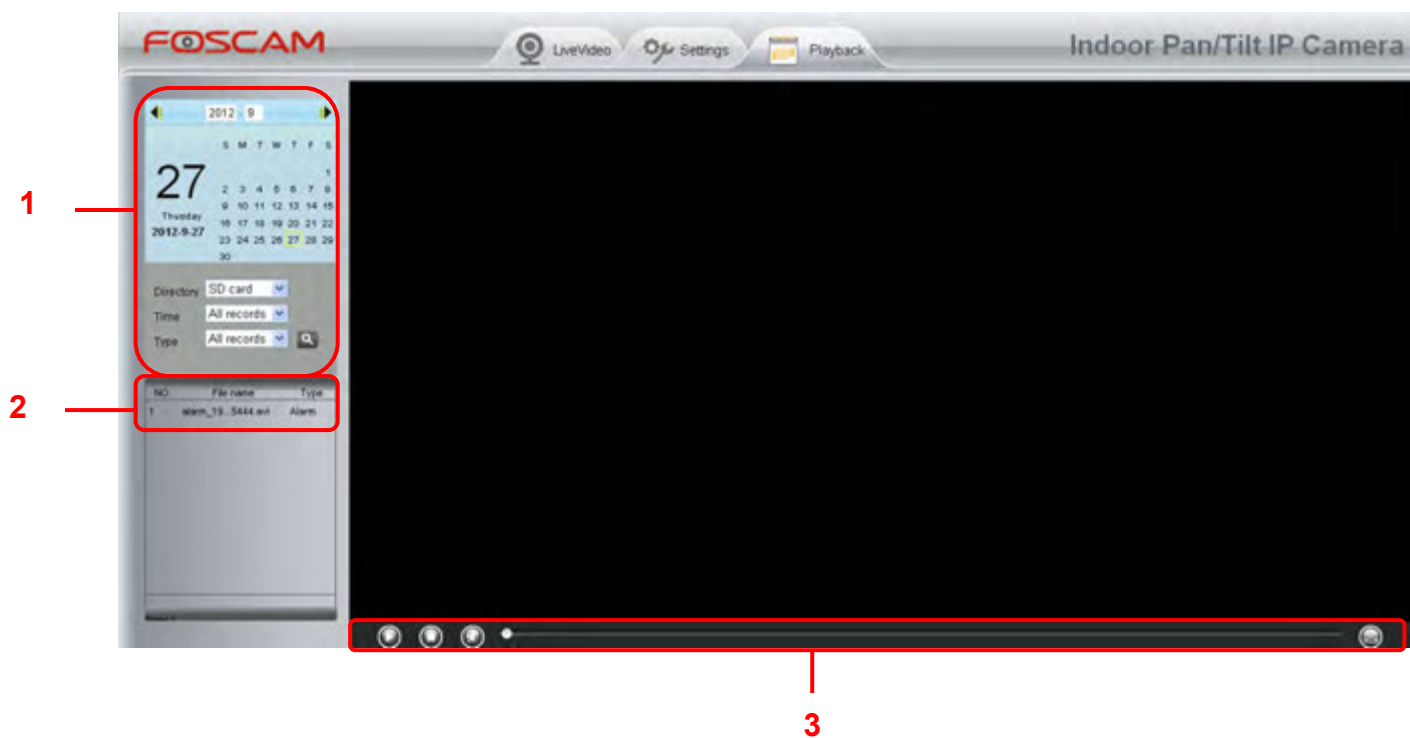 FOSCAM
LiveVideo Settings Playback
Indoor Pan/Tilt IP Camera
2012 - 9
S M T W T F S
1
27
2 3 4 5 6 7 8
9 10 11 12 13 14 15
Thursday
16 17 18 19 20 21 22
2012-9-27
23 24 25 26 27 28 29
30
1
Directory SD card
Time All records
Type All records
2
NO. File name Type
1 alarm_19...5444.avi Alarm
3